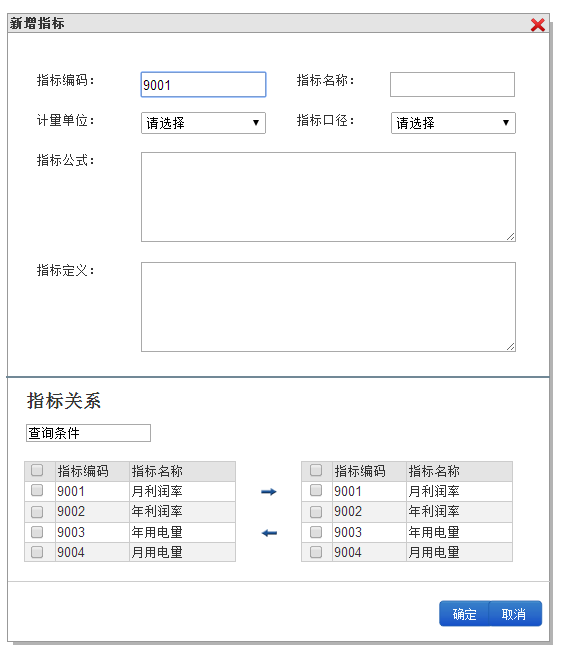 新增指标
指标编码： 9001 指标名称：
计量单位： 请选择 指标口径： 请选择
指标公式：
指标定义：
指标关系
查询条件
指标编码 指标名称 指标编码 指标名称
9001 月利润率 9001 月利润率
9002 年利润率 9002 年利润率
9003 年用电量 9003 年用电量
9004 月用电量 9004 月用电量
确定 取消